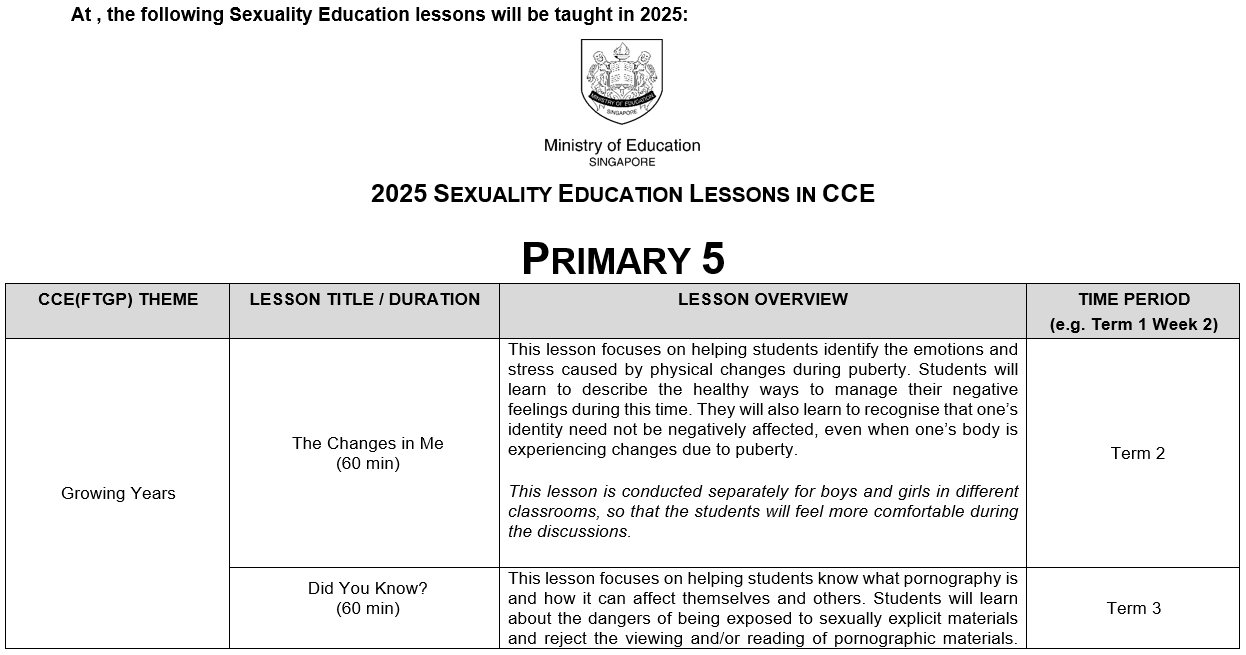 At , the following Sexuality Education lessons will be taught in 2025:
MINISTRY OF EDUCATION
SINGAPORE
Ministry of Education
SINGAPORE
2025 SEXUALITY EDUCATION LESSONS IN CCE
PRIMARY 5
CCE(FTGP) THEME
LESSON TITLE / DURATION
LESSON OVERVIEW
TIME PERIOD
(e.g. Term 1 Week 2)
Growing Years
The Changes in Me
(60 min)
This lesson focuses on helping students identify the emotions and
stress caused by physical changes during puberty. Students will
learn to describe the healthy ways to manage their negative
feelings during this time. They will also learn to recognise that one’s
identity need not be negatively affected, even when one’s body is
experiencing changes due to puberty.
This lesson is conducted separately for boys and girls in different
classrooms, so that the students will feel more comfortable during
the discussions.
Term 2
Did You Know?
(60 min)
This lesson focuses on helping students know what pornography is
and how it can affect themselves and others. Students will learn
about the dangers of being exposed to sexually explicit materials
and reject the viewing and/or reading of pornographic materials.
Term 3